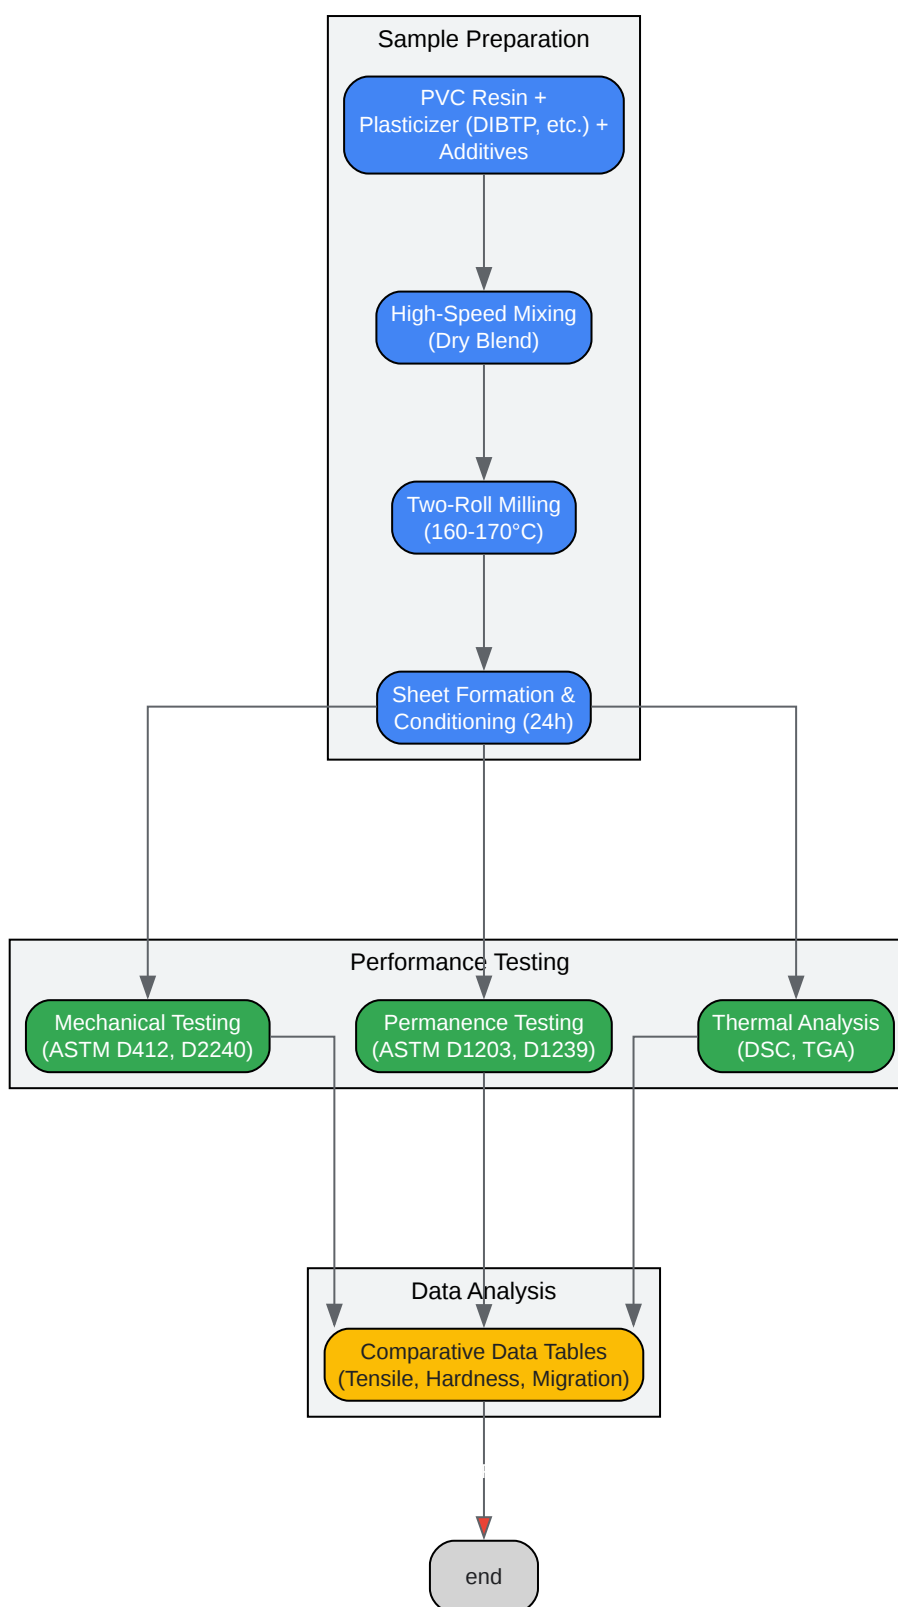 Sample Preparation
PVC Resin +
Plasticizer (DIBTP, etc.) +
Additives
High-Speed Mixing
(Dry Blend)
Two-Roll Milling
(160-170°C)
Sheet Formation &
Conditioning (24h)
Performance Testing
Mechanical Testing
(ASTM D412, D2240)
Permanence Testing
(ASTM D1203, D1239)
Thermal Analysis
(DSC, TGA)
Data Analysis
Comparative Data Tables
(Tensile, Hardness, Migration)
end